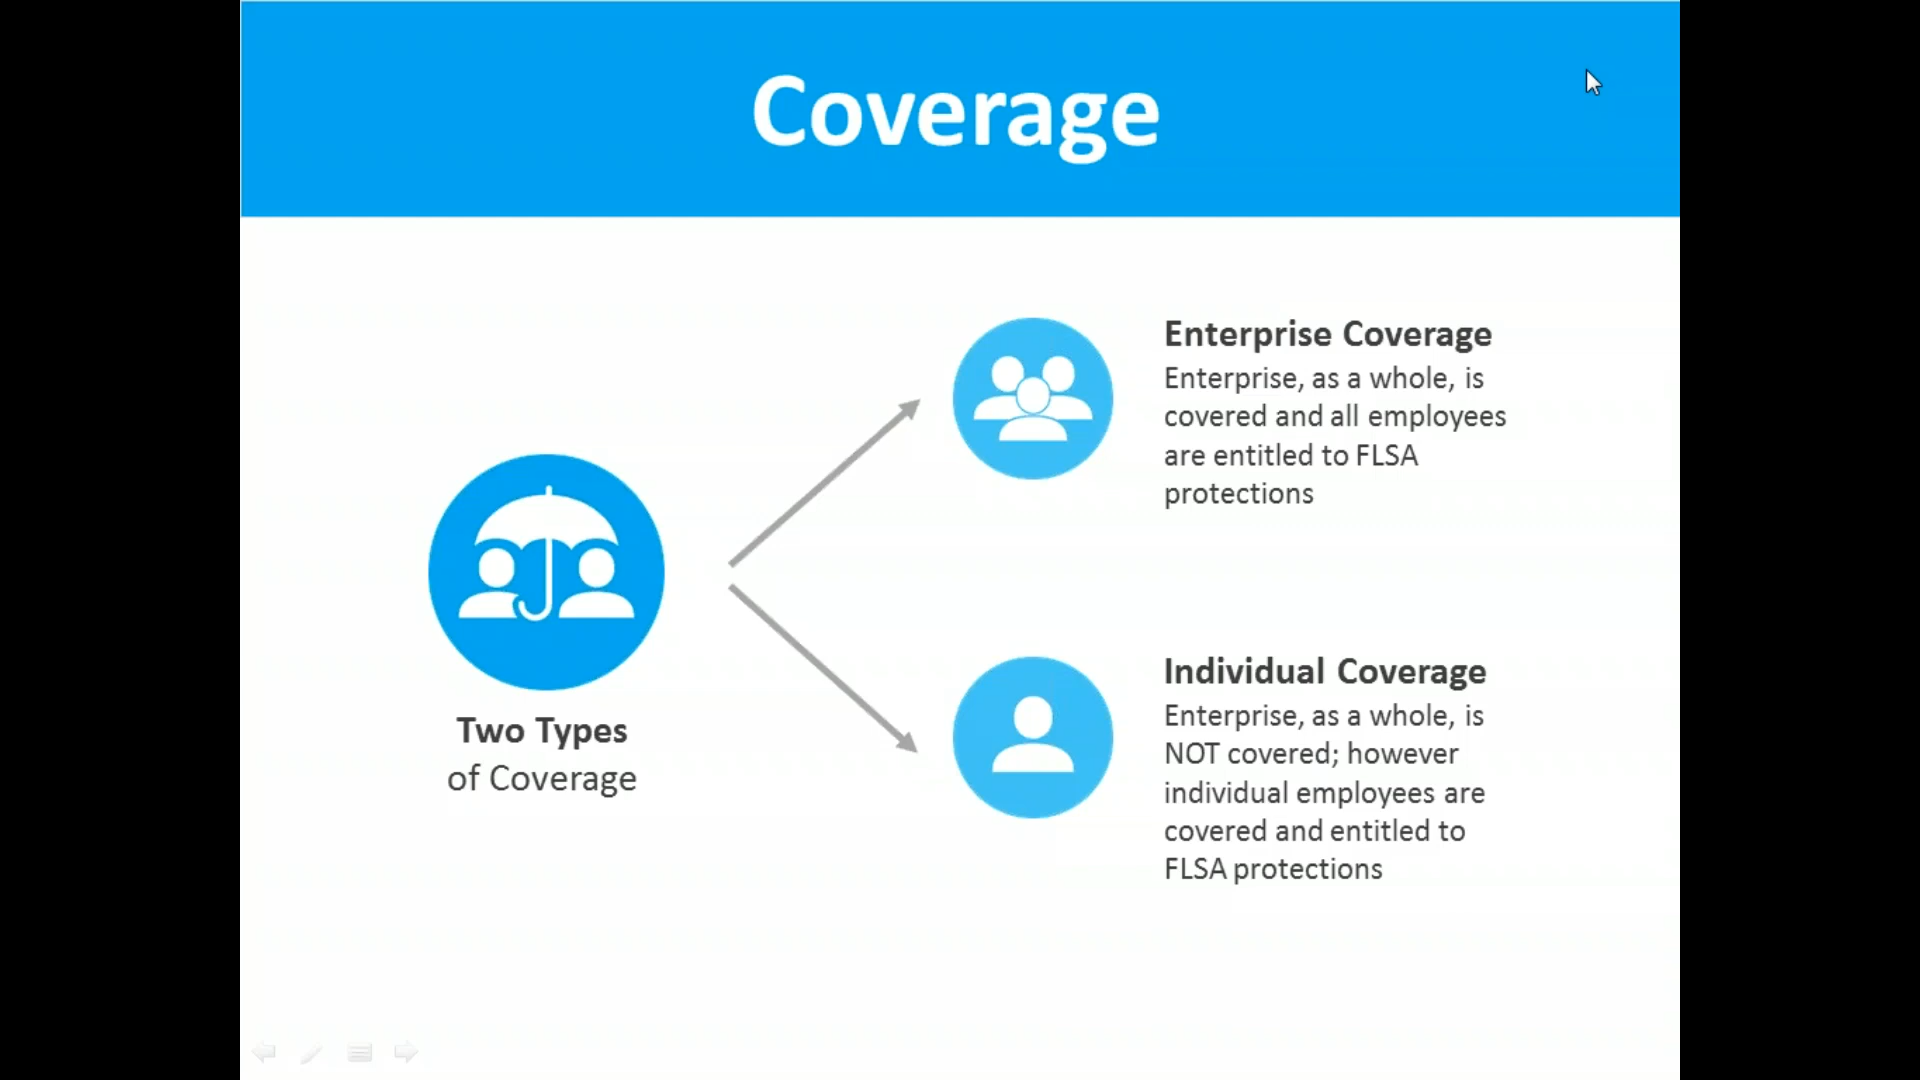 Coverage
Enterprise Coverage
Enterprise, as a whole, is
covered and all employees
are entitled to FLSA
protections
Two Types
of Coverage
Individual Coverage
Enterprise, as a whole, is
NOT covered; however
individual employees are
covered and entitled to
FLSA protections